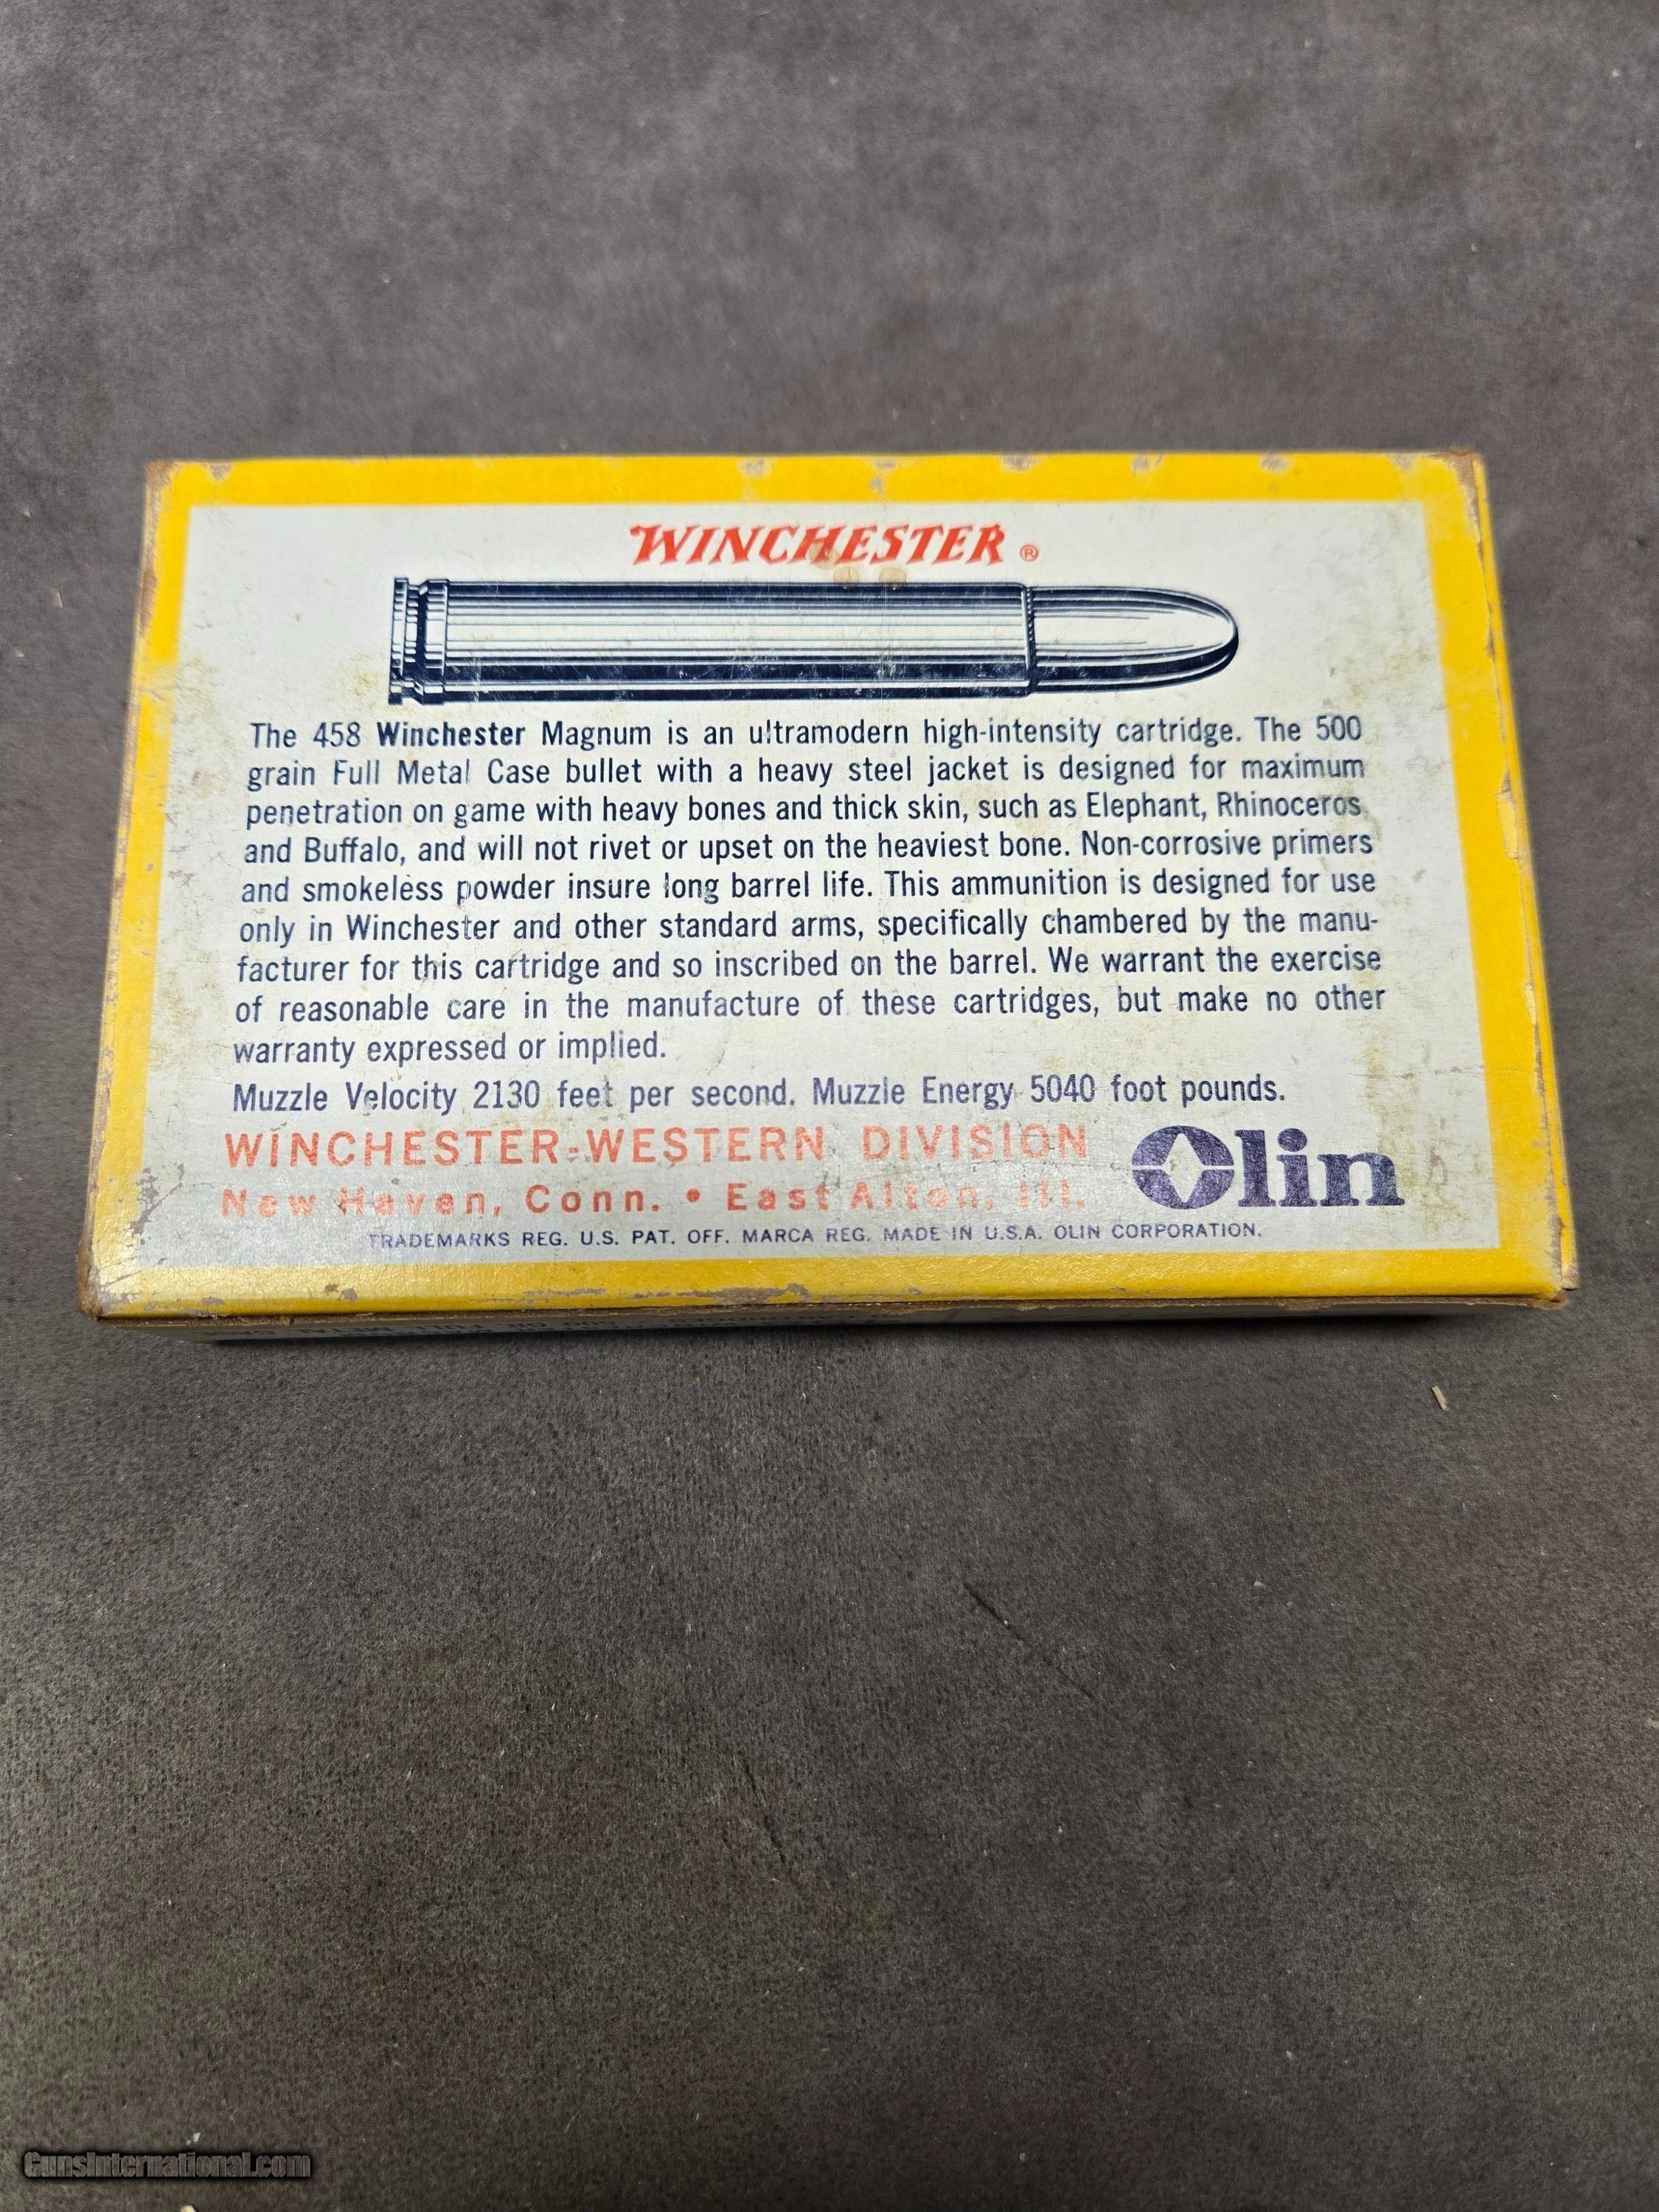 WINCHESTER ®
The 458 Winchester Magnum is an ultramodern high-intensity cartridge. The 500
grain Full Metal Case bullet with a heavy steel jacket is designed for maximum
penetration on game with heavy bones and thick skin, such as Elephant, Rhinoceros
and Buffalo, and will not rivet or upset on the heaviest bone. Non-corrosive primers
and smokeless powder insure long barrel life. This ammunition is designed for use
only in Winchester and other standard arms, specifically chambered by the manu-
facturer for this cartridge and so inscribed on the barrel. We warrant the exercise
of reasonable care in the manufacture of these cartridges, but make no other
warranty expressed or implied.
Muzzle Velocity 2130 feet per second. Muzzle Energy 5040 foot pounds.
WINCHESTER-WESTERN DIVISION
New Haven, Conn. • East Alton, Ill.
Olin
TRADEMARKS REG. U.S. PAT. OFF. MARCA REG. MADE IN U.S.A. OLIN CORPORATION.
GunsInternational.com